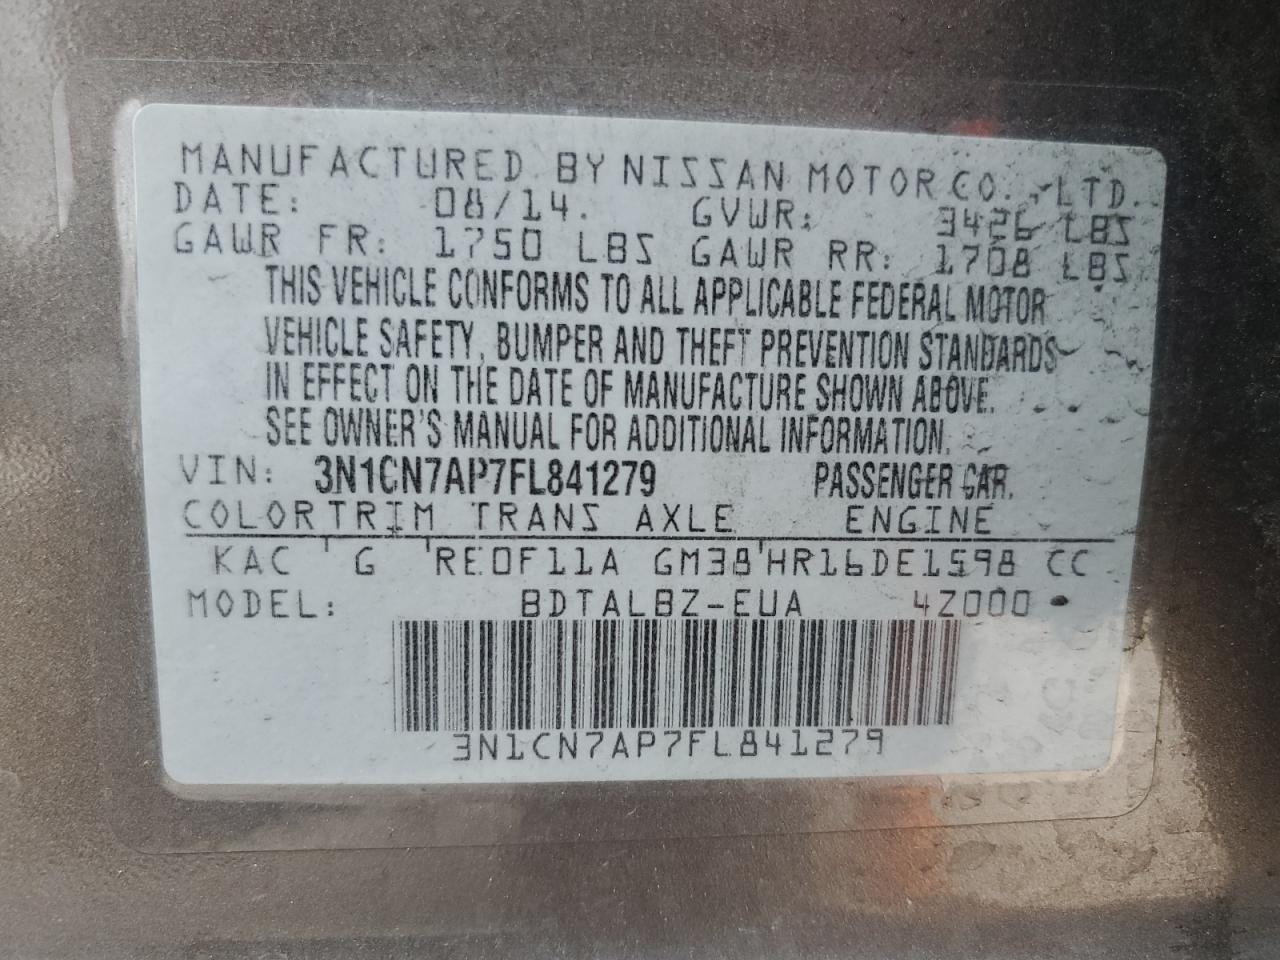 MANUFACTURED BY NISSAN MOTOR CO., LTD.
DATE: 08/14. GVWR: 3426 LBS
GAWR FR: 1750 LBS GAWR RR: 1708 LBS
THIS VEHICLE CONFORMS TO ALL APPLICABLE FEDERAL MOTOR
VEHICLE SAFETY, BUMPER AND THEFT PREVENTION STANDARDS
IN EFFECT ON THE DATE OF MANUFACTURE SHOWN ABOVE.
SEE OWNER'S MANUAL FOR ADDITIONAL INFORMATION.
VIN: 3N1CN7AP7FL841279 PASSENGER CAR.
COLOR TRIM TRANS AXLE ENGINE
KAC G RE0F11A GM38 HR16DE1598 CC
MODEL: BDTALBZ-EUA 4Z000
3N1CN7AP7FL841279